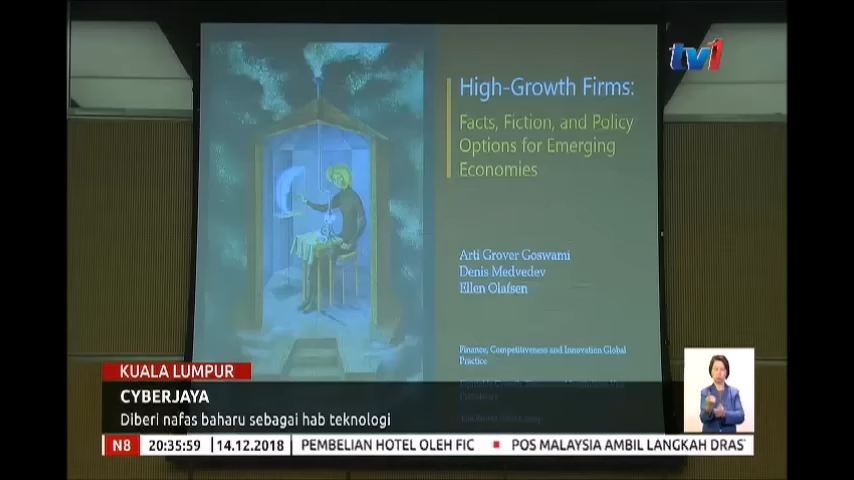 tv1
High-Growth Firms:
Facts, Fiction, and Policy
Options for Emerging
Economies
Arti Grover Goswami
Denis Medvedev
Ellen Olafsen
Finance, Competitiveness and Innovation Global
Practice
KUALA LUMPUR
CYBERJAYA
Diberi nafas baharu sebagai hab teknologi
N8 20:35:59 14.12.2018 PEMBELIAN HOTEL OLEH FIC ▪ POS MALAYSIA AMBIL LANGKAH DRAS